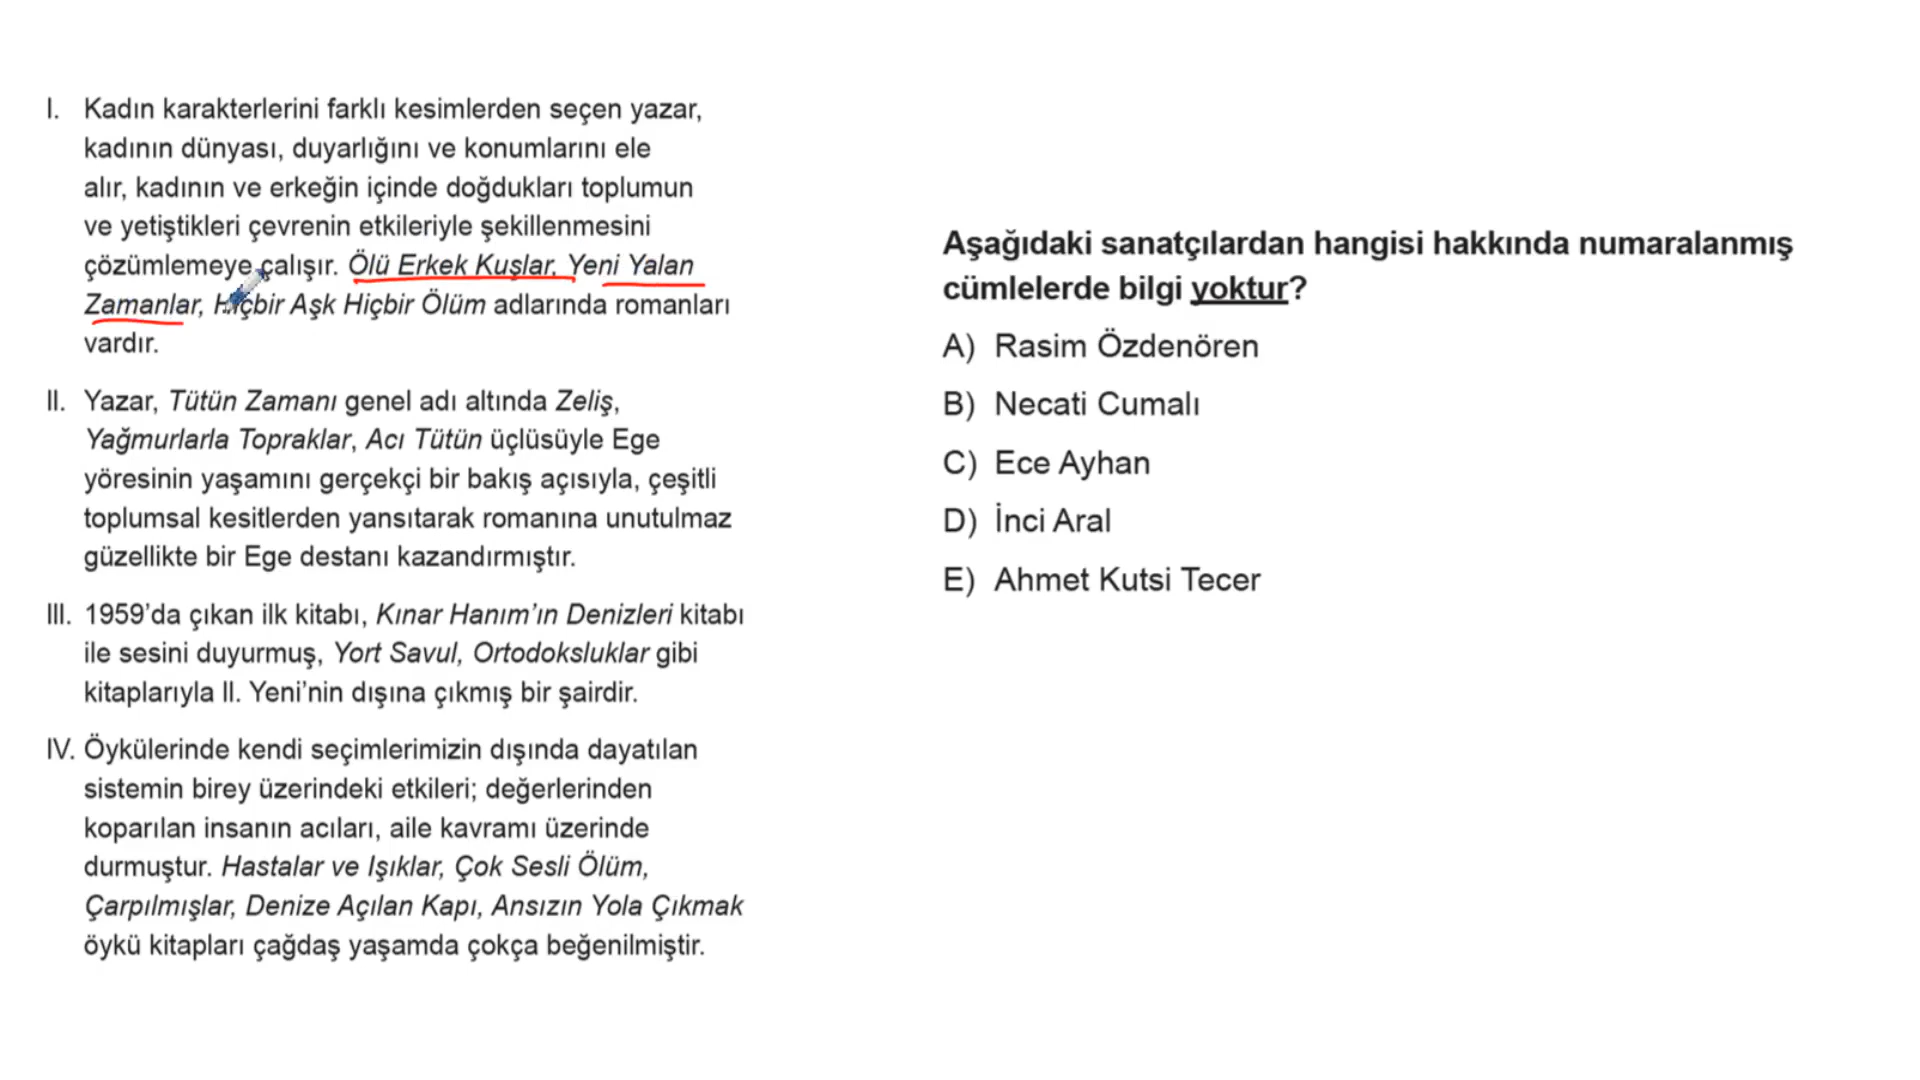 I. Kadın karakterlerini farklı kesimlerden seçen yazar,
kadının dünyası, duyarlığını ve konumlarını ele
alır, kadının ve erkeğin içinde doğdukları toplumun
ve yetiştikleri çevrenin etkileriyle şekillenmesini
çözümlemeye çalışır. Ölü Erkek Kuşlar, Yeni Yalan
Zamanlar, Hiçbir Aşk Hiçbir Ölüm adlarında romanları
vardır.
II. Yazar, Tütün Zamanı genel adı altında Zeliş,
Yağmurlarla Topraklar, Acı Tütün üçlüsüyle Ege
yöresinin yaşamını gerçekçi bir bakış açısıyla, çeşitli
toplumsal kesitlerden yansıtarak romanına unutulmaz
güzellikte bir Ege destanı kazandırmıştır.
III. 1959’da çıkan ilk kitabı, Kınar Hanım’ın Denizleri kitabı
ile sesini duyurmuş, Yort Savul, Ortodoksluklar gibi
kitaplarıyla II. Yeni’nin dışına çıkmış bir şairdir.
IV. Öykülerinde kendi seçimlerimizin dışında dayatılan
sistemin birey üzerindeki etkileri; değerlerinden
koparılan insanın acıları, aile kavramı üzerinde
durmuştur. Hastalar ve Işıklar, Çok Sesli Ölüm,
Çarpılmışlar, Denize Açılan Kapı, Ansızın Yola Çıkmak
öykü kitapları çağdaş yaşamda çokça beğenilmiştir.
Aşağıdaki sanatçılardan hangisi hakkında numaralanmış
cümlelerde bilgi yoktur?
A) Rasim Özdenören
B) Necati Cumalı
C) Ece Ayhan
D) İnci Aral
E) Ahmet Kutsi Tecer